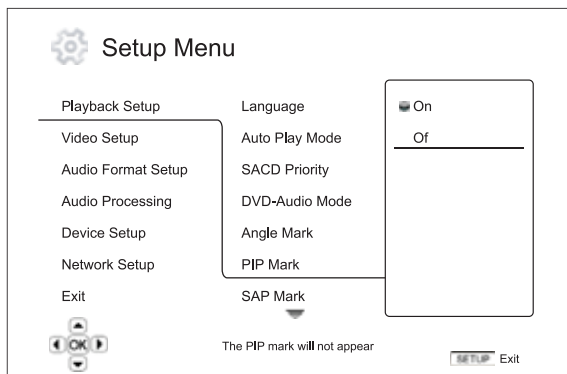 Setup Menu
Playback Setup
Video Setup
Audio Format Setup
Audio Processing
Device Setup
Network Setup
Exit
Language
Auto Play Mode
SACD Priority
DVD-Audio Mode
Angle Mark
PIP Mark
SAP Mark
On
Of
OK
The PIP mark will not appear
SETUP Exit